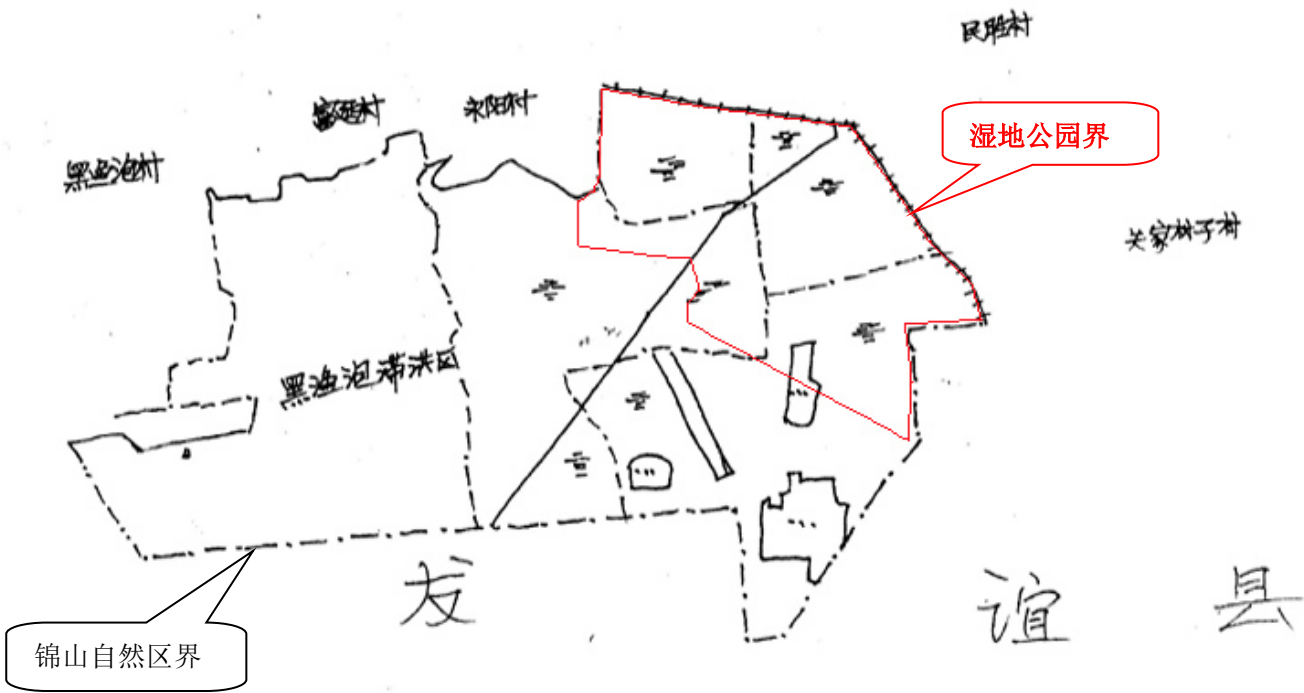 民胜村
富廷村
永阳村
黑鱼泡村
湿地公园界
关家林子村
黑渔泡滞洪区
友谊县
锦山自然区界